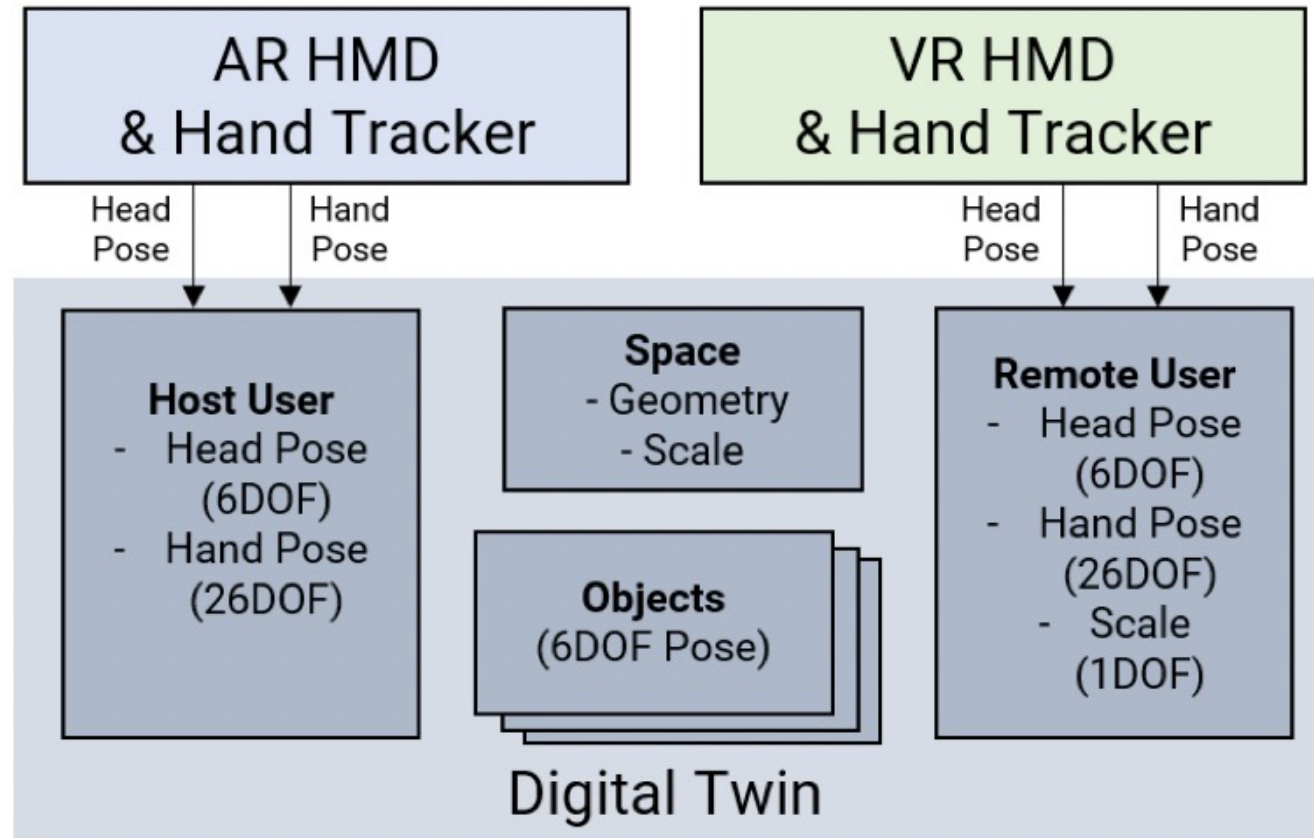 AR HMD
& Hand Tracker
VR HMD
& Hand Tracker
Head
Pose
Hand
Pose
Head
Pose
Hand
Pose
Host User
- Head Pose
(6DOF)
- Hand Pose
(26DOF)
Space
- Geometry
- Scale
Objects
(6DOF Pose)
Remote User
- Head Pose
(6DOF)
- Hand Pose
(26DOF)
- Scale
(1DOF)
Digital Twin